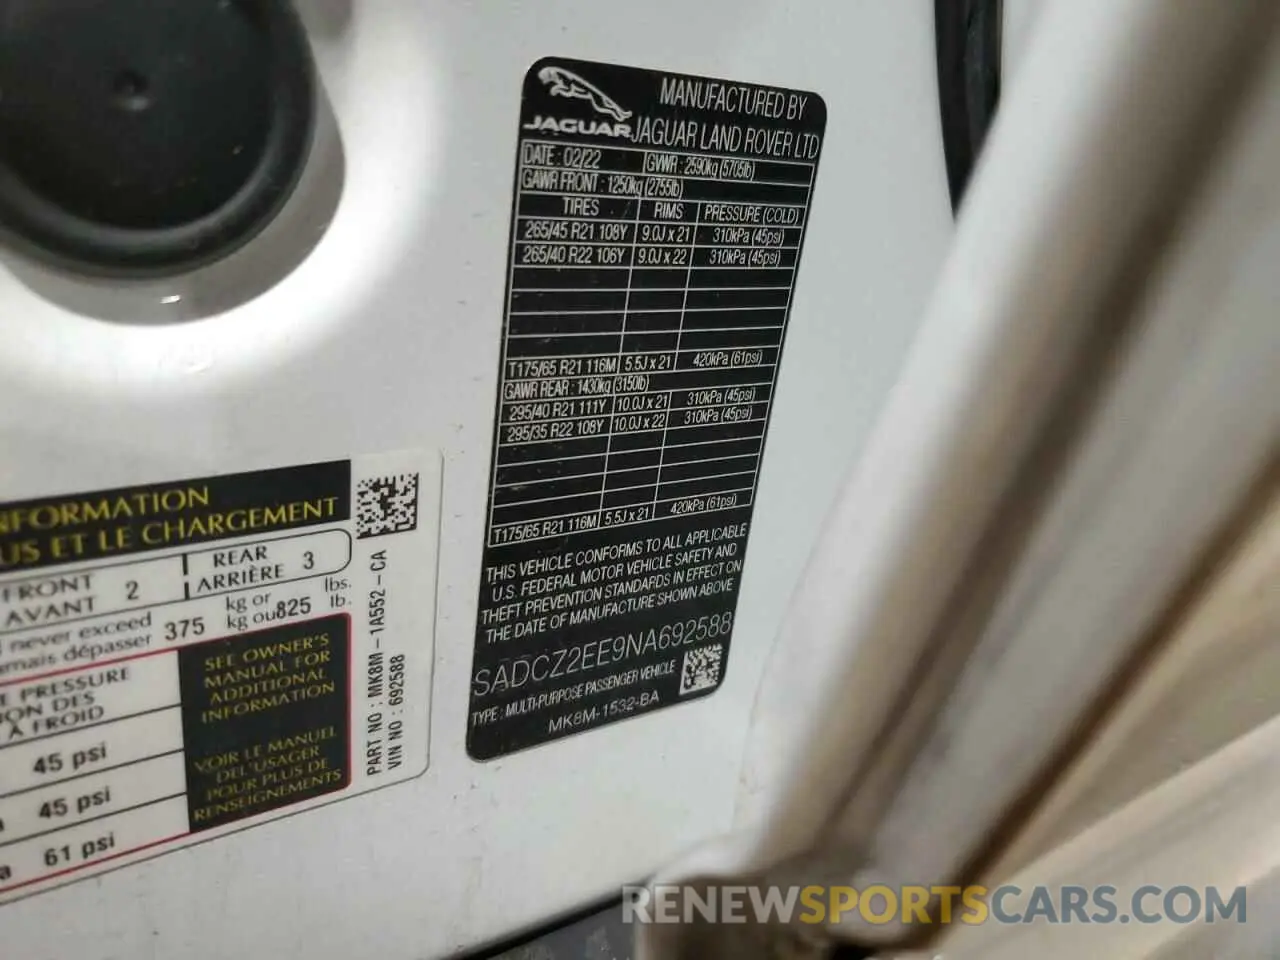 JAGUAR
MANUFACTURED BY
JAGUAR LAND ROVER LTD
DATE : 02/22 GVWR : 2590kg (5705lb)
GAWR FRONT : 1250kg (2755lb)
TIRES RIMS PRESSURE (COLD)
265/45 R21 108Y 9.0J x 21 310kPa (45psi)
265/40 R22 106Y 9.0J x 22 310kPa (45psi)
T175/65 R21 116M 5.5J x 21 420kPa (61psi)
GAWR REAR : 1430kg (3150lb)
295/40 R21 111Y 10.0J x 21 310kPa (45psi)
295/35 R22 108Y 10.0J x 22 310kPa (45psi)
T175/65 R21 116M 5.5J x 21 420kPa (61psi)
THIS VEHICLE CONFORMS TO ALL APPLICABLE
U.S. FEDERAL MOTOR VEHICLE SAFETY AND
THEFT PREVENTION STANDARDS IN EFFECT ON
THE DATE OF MANUFACTURE SHOWN ABOVE
SADCZ2EE9NA692588
TYPE : MULTI-PURPOSE PASSENGER VEHICLE
MK8M-1532-BA
NFORMATION
US ET LE CHARGEMENT
FRONT 2 REAR 3
AVANT ARRIÈRE
never exceed 375 kg or 825 lbs.
mais dépasser kg ou lb.
PRESSURE
ION DES
À FROID
45 psi
45 psi
61 psi
SEE OWNER'S
MANUAL FOR
ADDITIONAL
INFORMATION
VOIR LE MANUEL
DE L'USAGER
POUR PLUS DE
RENSEIGNEMENTS
PART NO : MK8M-1A552-CA
VIN NO : 692588
RENEWSPORTSCARS.COM